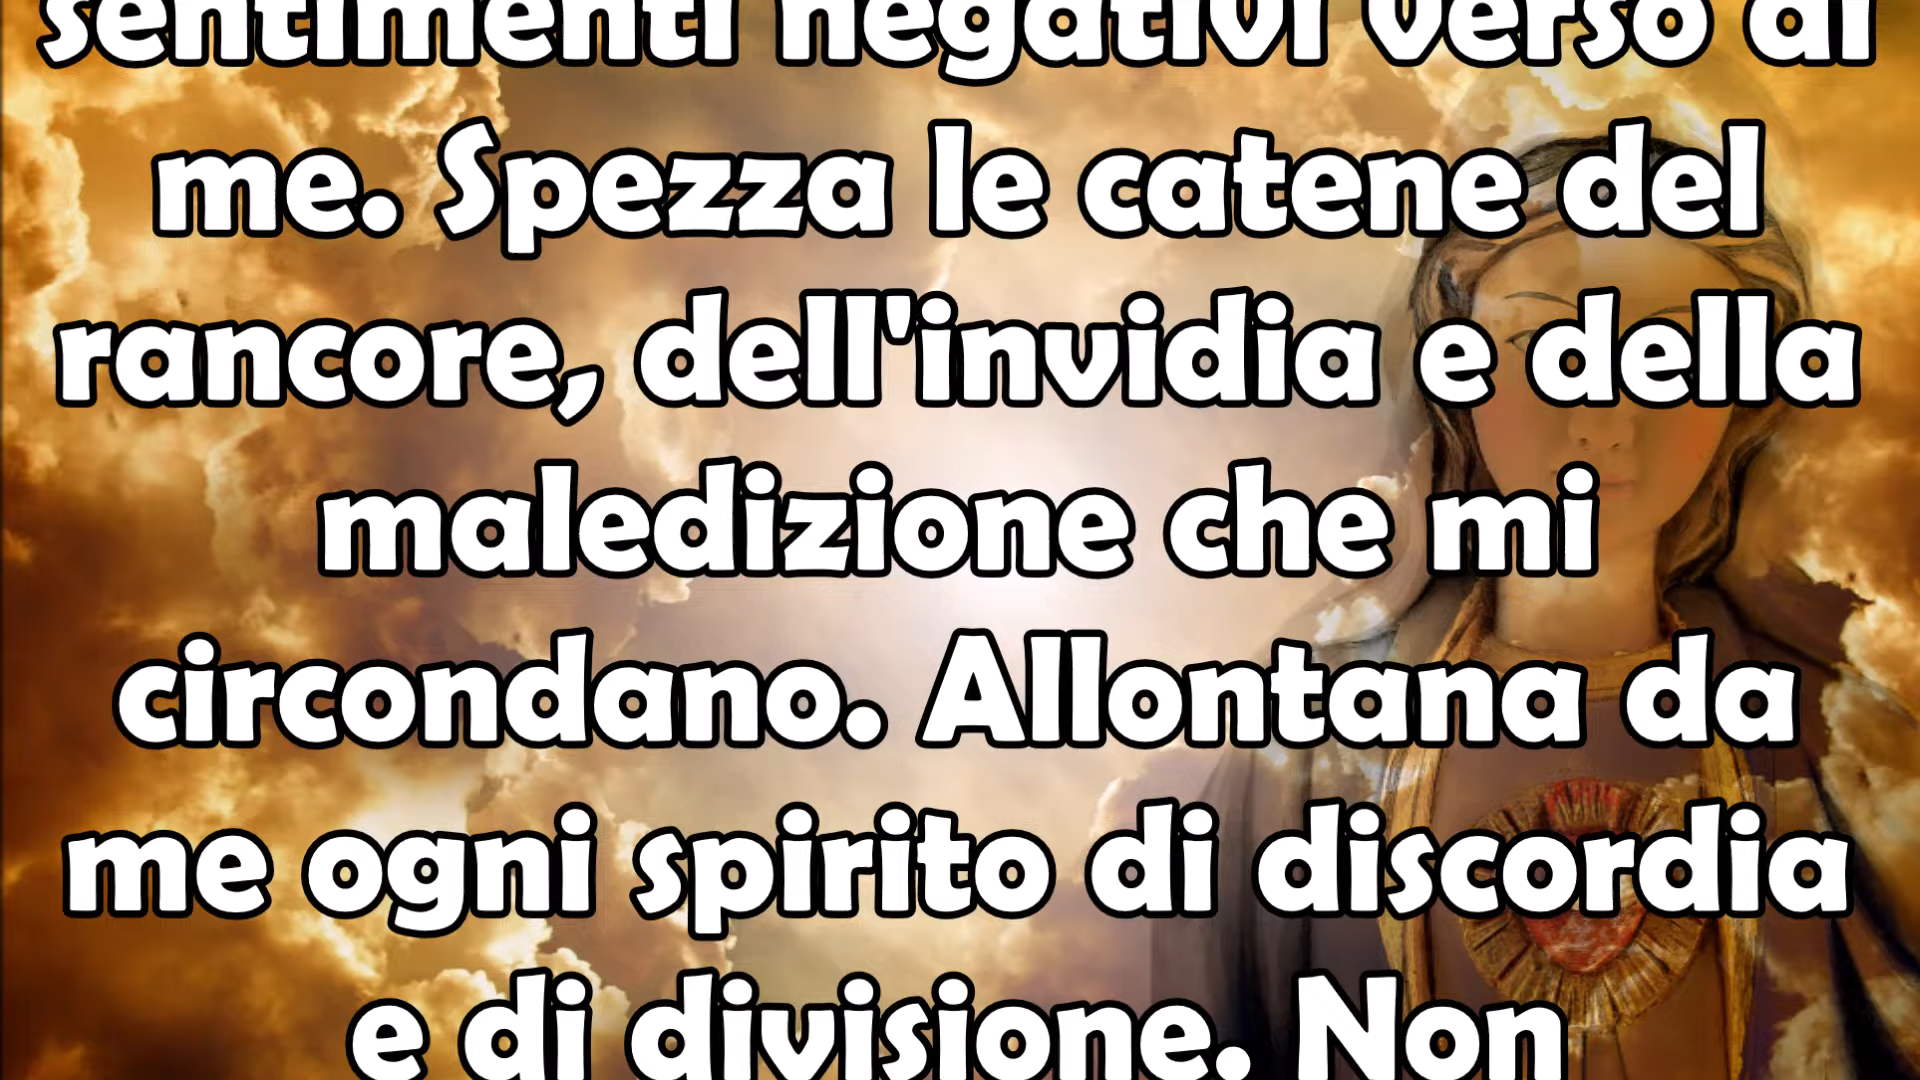 sentimenti negativi verso di
me. Spezza le catene del
rancore, dell'invidia e della
maledizione che mi
circondano. Allontana da
me ogni spirito di discordia
e di divisione. Non